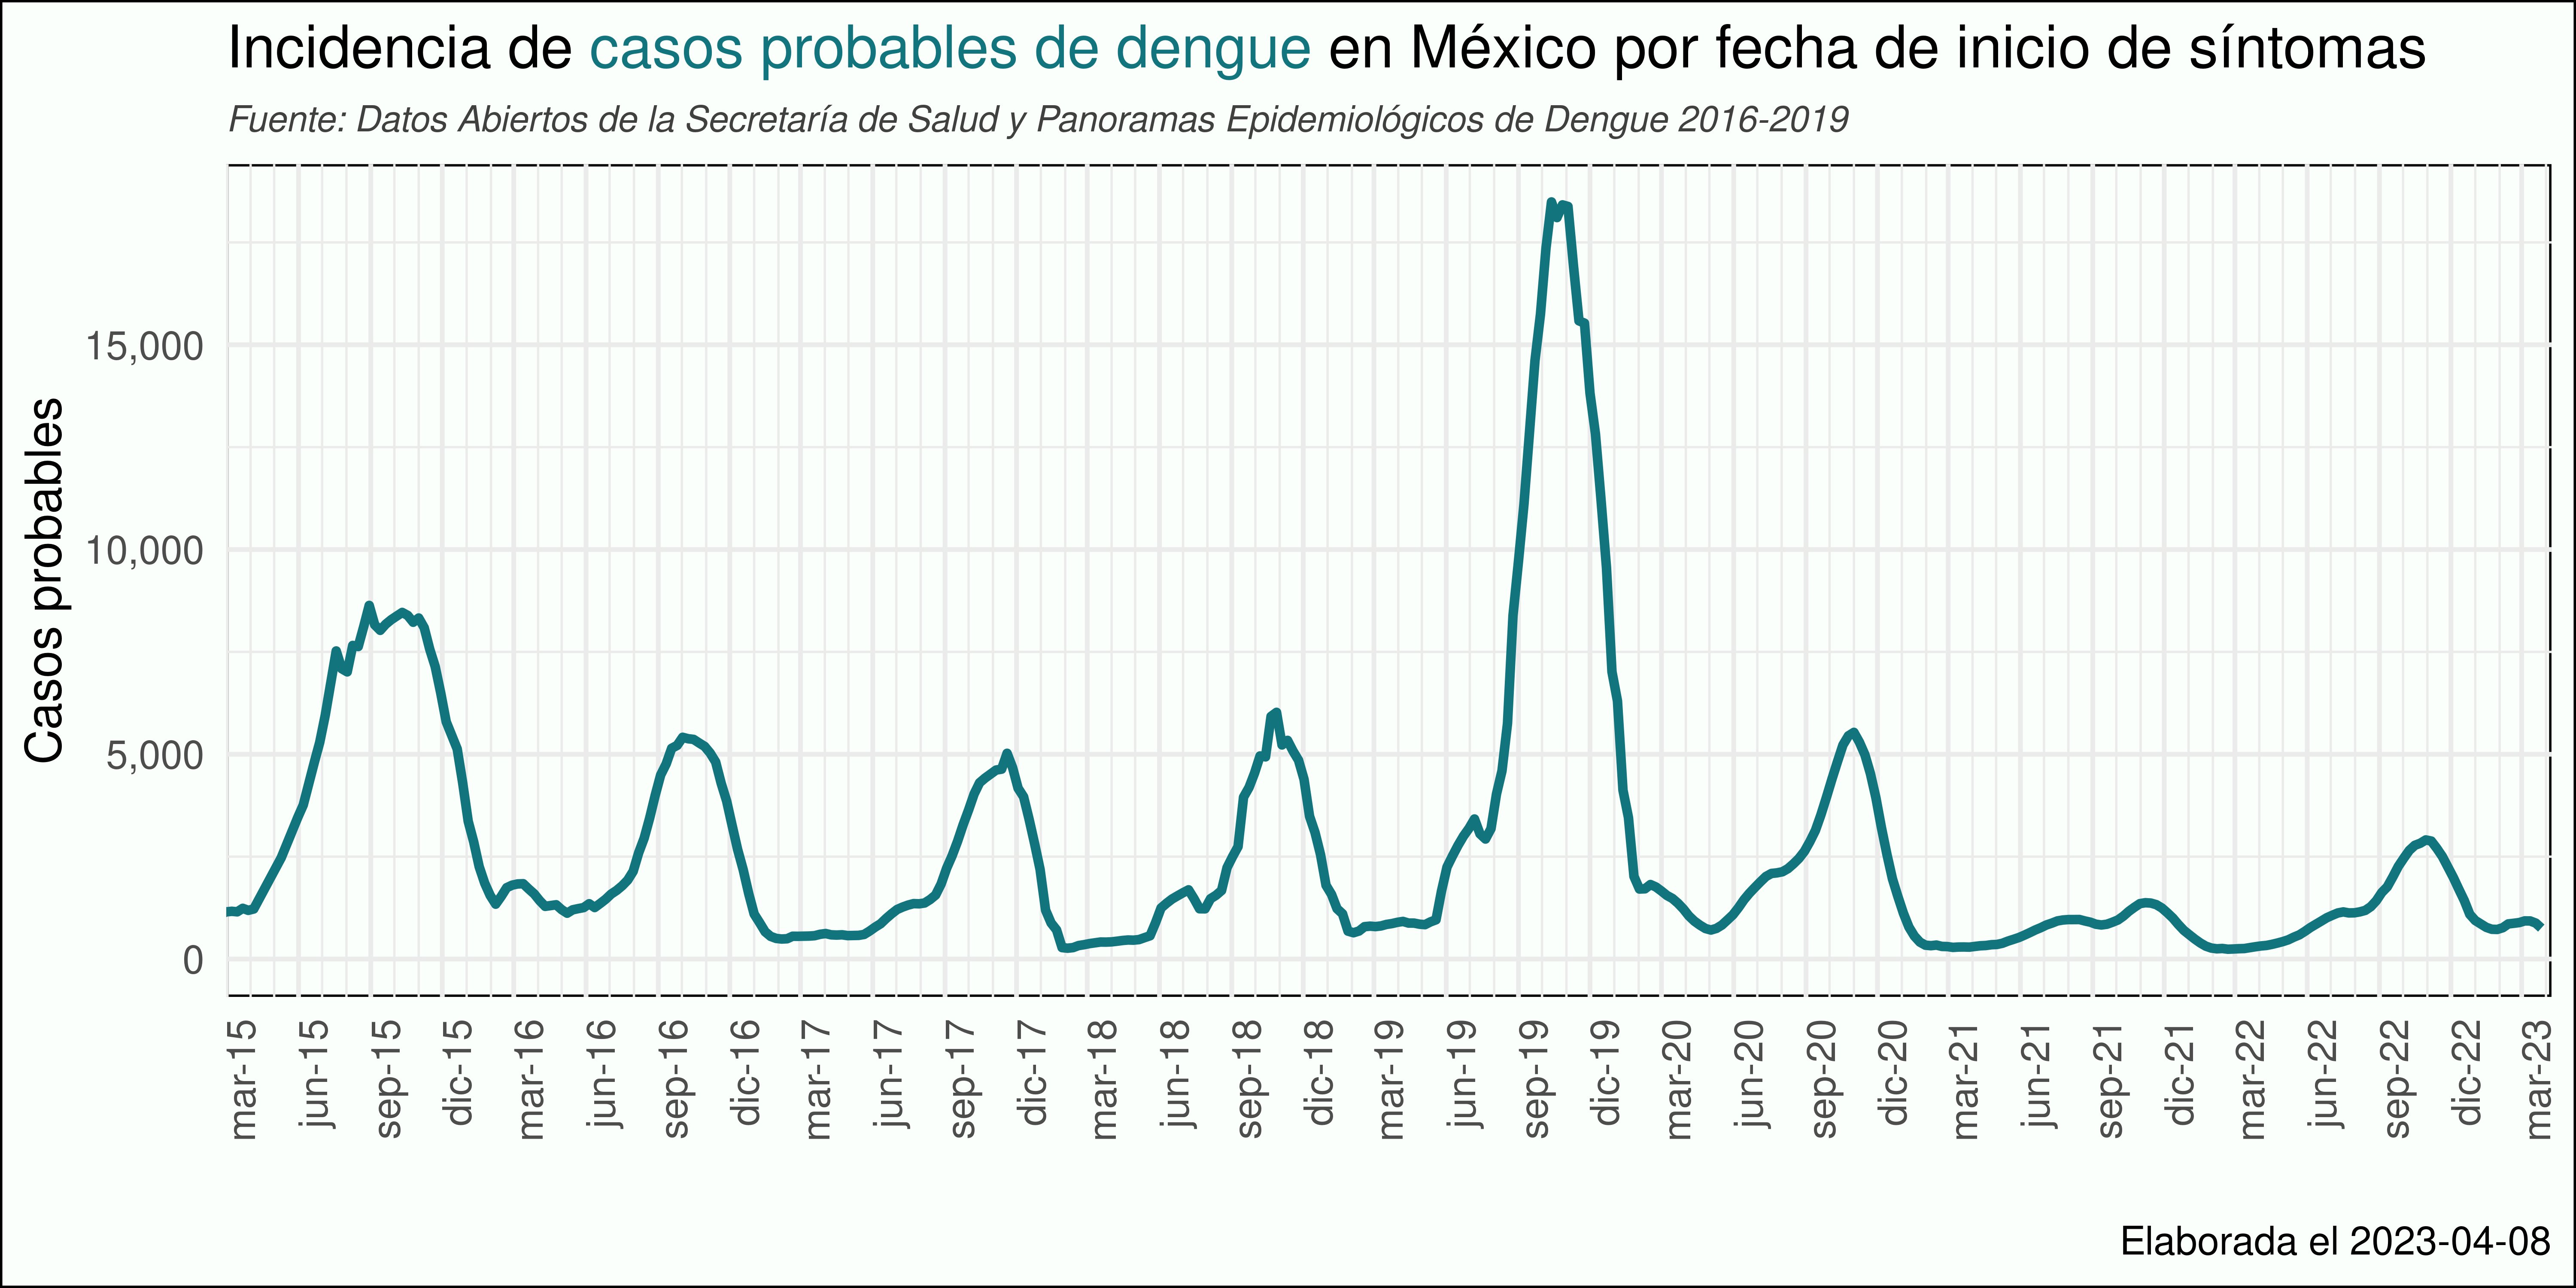 Incidencia de casos probables de dengue en México por fecha de inicio de síntomas
Fuente: Datos Abiertos de la Secretaría de Salud y Panoramas Epidemiológicos de Dengue 2016-2019
Casos probables
15,000
10,000
5,000
0
mar-15
jun-15
sep-15
dic-15
mar-16
jun-16
sep-16
dic-16
mar-17
jun-17
sep-17
dic-17
mar-18
jun-18
sep-18
dic-18
mar-19
jun-19
sep-19
dic-19
mar-20
jun-20
sep-20
dic-20
mar-21
jun-21
sep-21
dic-21
mar-22
jun-22
sep-22
dic-22
mar-23
Elaborada el 2023-04-08